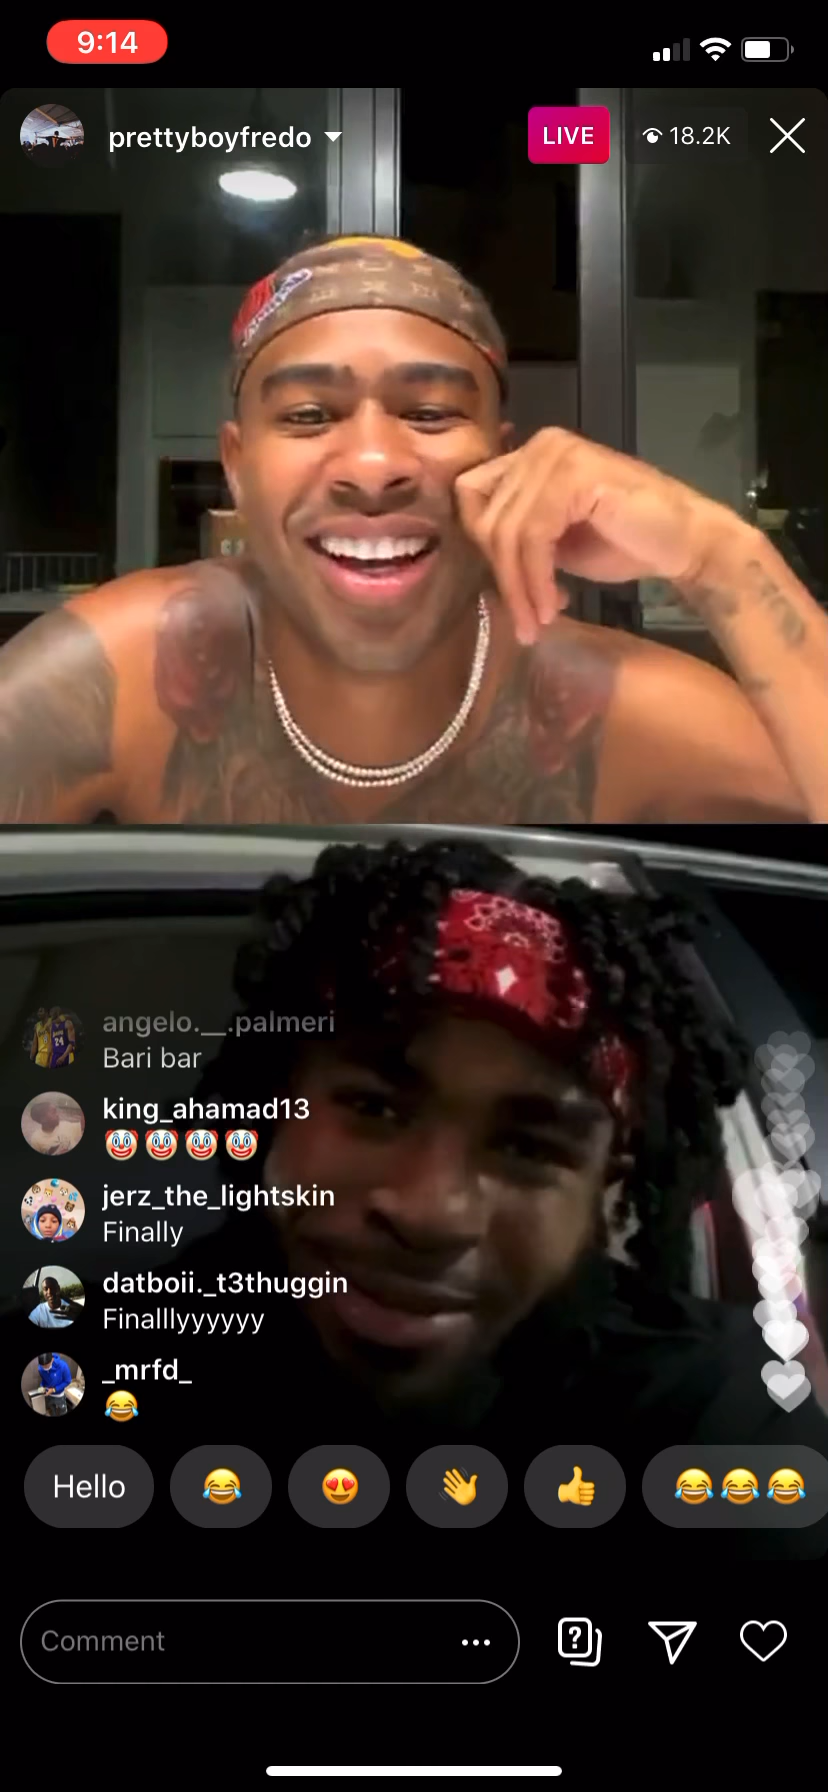 9:14
prettyboyfredo
LIVE
18.2K
angelo.__.palmeri
Bari bar
king_ahamad13
🤡🤡🤡🤡
jerz_the_lightskin
Finally
datboii._t3thuggin
Finalllyyyyyy
_mrfd_
😂
Hello 😂 😍 👋 👍 😂😂😂
Comment